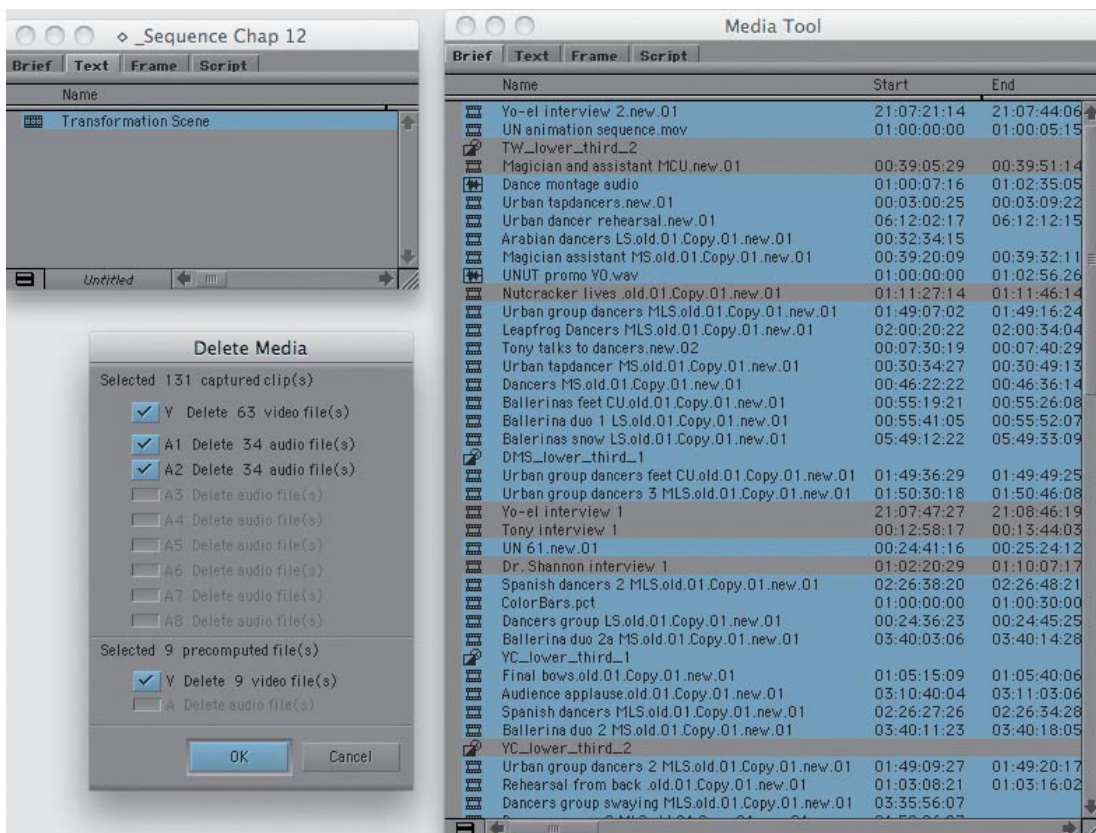 ◇ _Sequence Chap 12
Brief Text Frame Script
Name
Transformation Scene
Untitled
Delete Media
Selected 131 captured clip(s)
V Delete 63 video file(s)
A1 Delete 34 audio file(s)
A2 Delete 34 audio file(s)
A3 Delete audio file(s)
A4 Delete audio file(s)
A5 Delete audio file(s)
A6 Delete audio file(s)
A7 Delete audio file(s)
A8 Delete audio file(s)
Selected 9 precomputed file(s)
V Delete 9 video file(s)
A Delete audio file(s)
OK Cancel
Media Tool
Brief Text Frame Script
Name Start End
Yo-el interview 2.new.01 21:07:21:14 21:07:44:06
UN animation sequence.mov 01:00:00:00 01:00:05:15
TW_lower_third_2
Magician and assistant MCU.new.01 00:39:05:29 00:39:51:14
Dance montage audio 01:00:07:16 01:02:35:05
Urban tapdancers.new.01 00:03:00:25 00:03:09:22
Urban dancer rehearsal.new.01 06:12:02:17 06:12:12:15
Arabian dancers LS.old.01.Copy.01.new.01 00:32:34:15
Magician assistant MS.old.01.Copy.01.new.01 00:39:20:09 00:39:32:11
UNUT promo VO.wav 01:00:00:00 01:02:56.26
Nutcracker lives .old.01.Copy.01.new.01 01:11:27:14 01:11:46:14
Urban group dancers MLS.old.01.Copy.01.new.01 01:49:07:02 01:49:16:24
Leapfrog Dancers MLS.old.01.Copy.01.new.01 02:00:20:22 02:00:34:04
Tony talks to dancers.new.02 00:07:30:19 00:07:40:29
Urban tapdancer MS.old.01.Copy.01.new.01 00:30:34:27 00:30:49:13
Dancers MS.old.01.Copy.01.new.01 00:46:22:22 00:46:36:14
Ballerinas feet CU.old.01.Copy.01.new.01 00:55:19:21 00:55:26:08
Ballerina duo 1 LS.old.01.Copy.01.new.01 00:55:41:05 00:55:52:07
Balerinas snow LS.old.01.Copy.01.new.01 05:49:12:22 05:49:33:09
DMS_lower_third_1
Urban group dancers feet CU.old.01.Copy.01.new.01 01:49:36:29 01:49:49:25
Urban group dancers 3 MLS.old.01.Copy.01.new.01 01:50:30:18 01:50:46:08
Yo-el interview 1 21:07:47:27 21:08:46:19
Tony interview 1 00:12:58:17 00:13:44:03
UN 61.new.01 00:24:41:16 00:25:24:12
Dr. Shannon interview 1 01:02:20:29 01:10:07:17
Spanish dancers 2 MLS.old.01.Copy.01.new.01 02:26:38:20 02:26:48:21
ColorBars.pct 01:00:00:00 01:00:30:00
Dancers group LS.old.01.Copy.01.new.01 00:24:36:23 00:24:45:25
Ballerina duo 2a MS.old.01.Copy.01.new.01 03:40:03:06 03:40:14:28
YC_lower_third_1
Final bows.old.01.Copy.01.new.01 01:05:15:09 01:05:40:06
Audience applause.old.01.Copy.01.new.01 03:10:40:04 03:11:03:06
Spanish dancers MLS.old.01.Copy.01.new.01 02:26:27:26 02:26:34:28
Ballerina duo 2 MS.old.01.Copy.01.new.01 03:40:11:23 03:40:18:05
YC_lower_third_2
Urban group dancers 2 MLS.old.01.Copy.01.new.01 01:49:09:27 01:49:20:17
Rehearsal from back .old.01.Copy.01.new.01 01:03:08:21 01:03:16:02
Dancers group swaying MLS.old.01.Copy.01.new.01 03:35:56:07